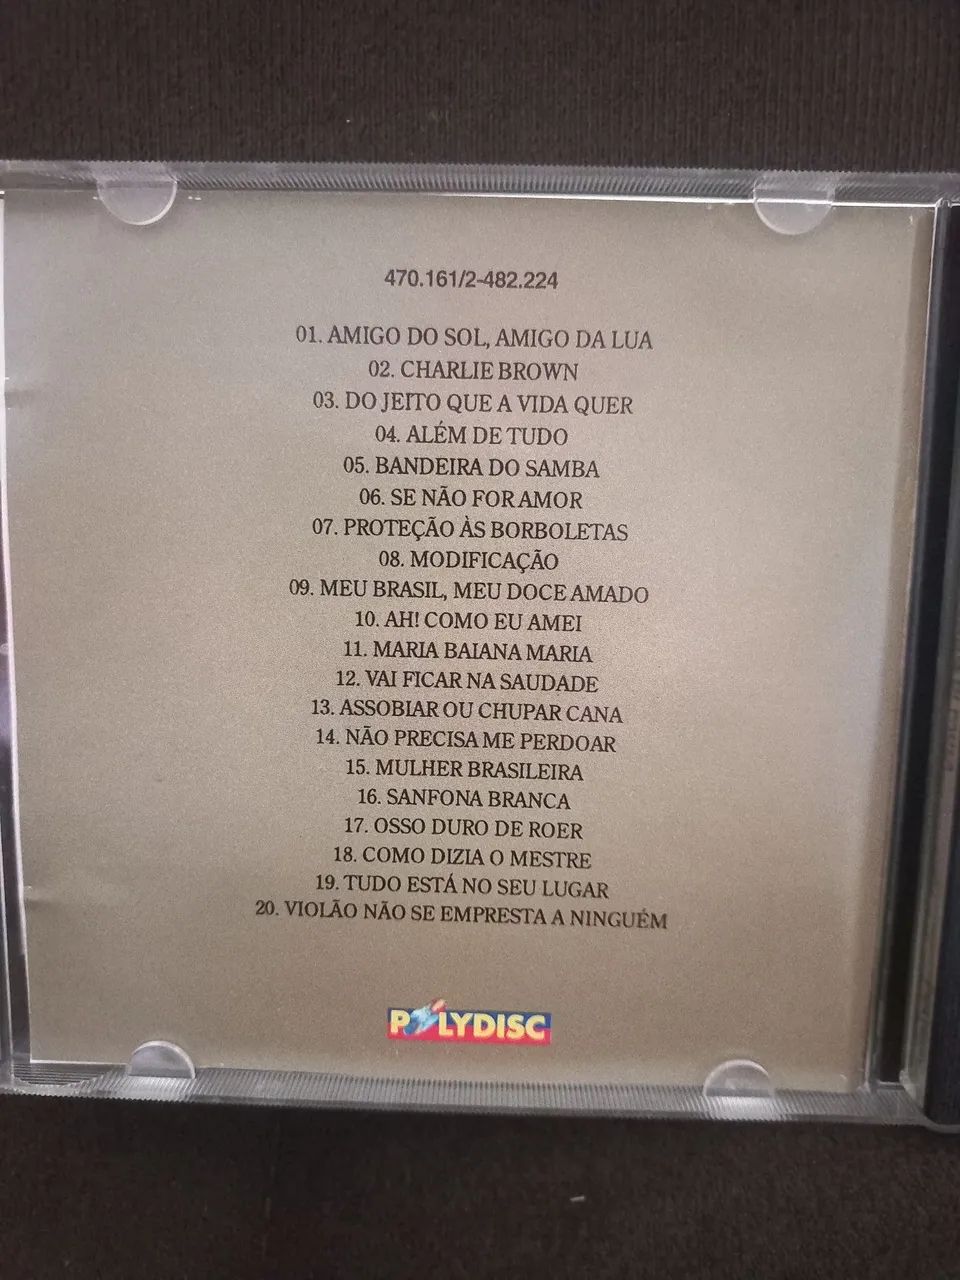 470.161/2-482.224
01. AMIGO DO SOL, AMIGO DA LUA
02. CHARLIE BROWN
03. DO JEITO QUE A VIDA QUER
04. ALÉM DE TUDO
05. BANDEIRA DO SAMBA
06. SE NÃO FOR AMOR
07. PROTEÇÃO ÀS BORBOLETAS
08. MODIFICAÇÃO
09. MEU BRASIL, MEU DOCE AMADO
10. AH! COMO EU AMEI
11. MARIA BAIANA MARIA
12. VAI FICAR NA SAUDADE
13. ASSOBIAR OU CHUPAR CANA
14. NÃO PRECISA ME PERDOAR
15. MULHER BRASILEIRA
16. SANFONA BRANCA
17. OSSO DURO DE ROER
18. COMO DIZIA O MESTRE
19. TUDO ESTÁ NO SEU LUGAR
20. VIOLÃO NÃO SE EMPRESTA A NINGUÉM
POLYDISC